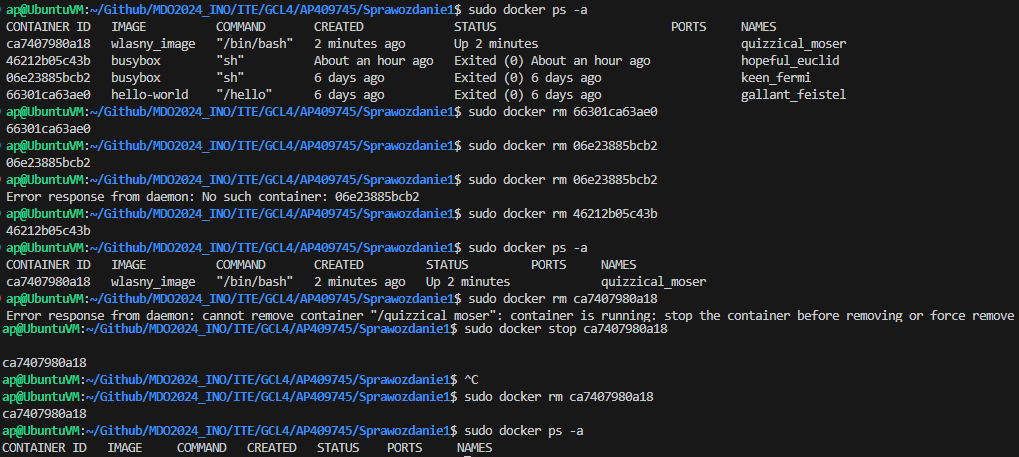 ap@UbuntuVM:~/Github/MDO2024_INO/ITE/GCL4/AP409745/Sprawozdanie1$ sudo docker ps -a
CONTAINER ID   IMAGE          COMMAND       CREATED             STATUS                         PORTS     NAMES
ca7407980a18   wlasny_image   "/bin/bash"   2 minutes ago       Up 2 minutes                             quizzical_moser
46212b05c43b   busybox        "sh"          About an hour ago   Exited (0) About an hour ago             hopeful_euclid
06e23885bcb2   busybox        "sh"          6 days ago          Exited (0) 6 days ago                    keen_fermi
66301ca63ae0   hello-world    "/hello"      6 days ago          Exited (0) 6 days ago                    gallant_feistel
ap@UbuntuVM:~/Github/MDO2024_INO/ITE/GCL4/AP409745/Sprawozdanie1$ sudo docker rm 66301ca63ae0
66301ca63ae0
ap@UbuntuVM:~/Github/MDO2024_INO/ITE/GCL4/AP409745/Sprawozdanie1$ sudo docker rm 06e23885bcb2
06e23885bcb2
ap@UbuntuVM:~/Github/MDO2024_INO/ITE/GCL4/AP409745/Sprawozdanie1$ sudo docker rm 06e23885bcb2
Error response from daemon: No such container: 06e23885bcb2
ap@UbuntuVM:~/Github/MDO2024_INO/ITE/GCL4/AP409745/Sprawozdanie1$ sudo docker rm 46212b05c43b
46212b05c43b
ap@UbuntuVM:~/Github/MDO2024_INO/ITE/GCL4/AP409745/Sprawozdanie1$ sudo docker ps -a
CONTAINER ID   IMAGE          COMMAND       CREATED         STATUS         PORTS     NAMES
ca7407980a18   wlasny_image   "/bin/bash"   2 minutes ago   Up 2 minutes             quizzical_moser
ap@UbuntuVM:~/Github/MDO2024_INO/ITE/GCL4/AP409745/Sprawozdanie1$ sudo docker rm ca7407980a18
Error response from daemon: cannot remove container "/quizzical_moser": container is running: stop the container before removing or force remove
ap@UbuntuVM:~/Github/MDO2024_INO/ITE/GCL4/AP409745/Sprawozdanie1$ sudo docker stop ca7407980a18
ca7407980a18
ap@UbuntuVM:~/Github/MDO2024_INO/ITE/GCL4/AP409745/Sprawozdanie1$ ^C
ap@UbuntuVM:~/Github/MDO2024_INO/ITE/GCL4/AP409745/Sprawozdanie1$ sudo docker rm ca7407980a18
ca7407980a18
ap@UbuntuVM:~/Github/MDO2024_INO/ITE/GCL4/AP409745/Sprawozdanie1$ sudo docker ps -a
CONTAINER ID   IMAGE     COMMAND   CREATED   STATUS    PORTS     NAMES